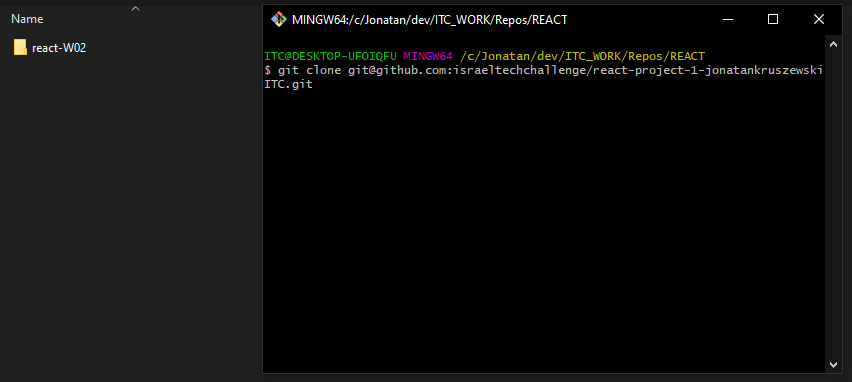 Name
react-W02
MINGW64:/c/Jonatan/dev/ITC_WORK/Repos/REACT
ITC@DESKTOP-UFOIQFU MINGW64 /c/Jonatan/dev/ITC_WORK/Repos/REACT
$ git clone git@github.com:israeltechchallenge/react-project-1-jonatankruszewski
ITC.git